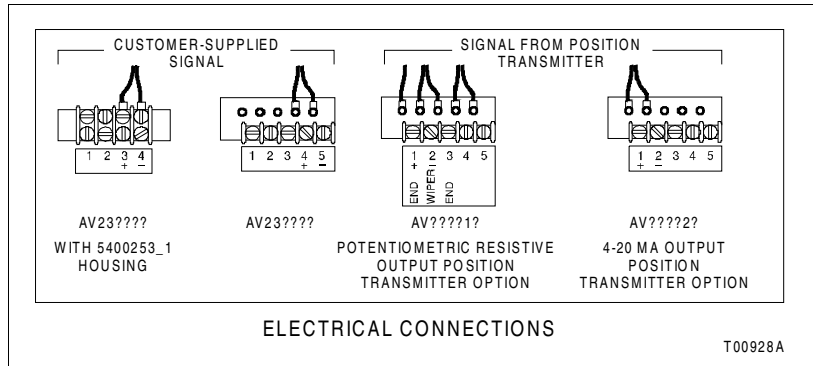 CUSTOMER-SUPPLIED
SIGNAL
SIGNAL FROM POSITION
TRANSMITTER
1 2 3 4
+ –
1 2 3 4 5
+ –
1 2 3 4 5
+
END
WIPER
END
1 2 3 4 5
+ –
AV23????
WITH 5400253_1
HOUSING
AV23????
AV????1?
POTENTIOMETRIC RESISTIVE
OUTPUT POSITION
TRANSMITTER OPTION
AV????2?
4-20 MA OUTPUT
POSITION
TRANSMITTER OPTION
ELECTRICAL CONNECTIONS
T00928A